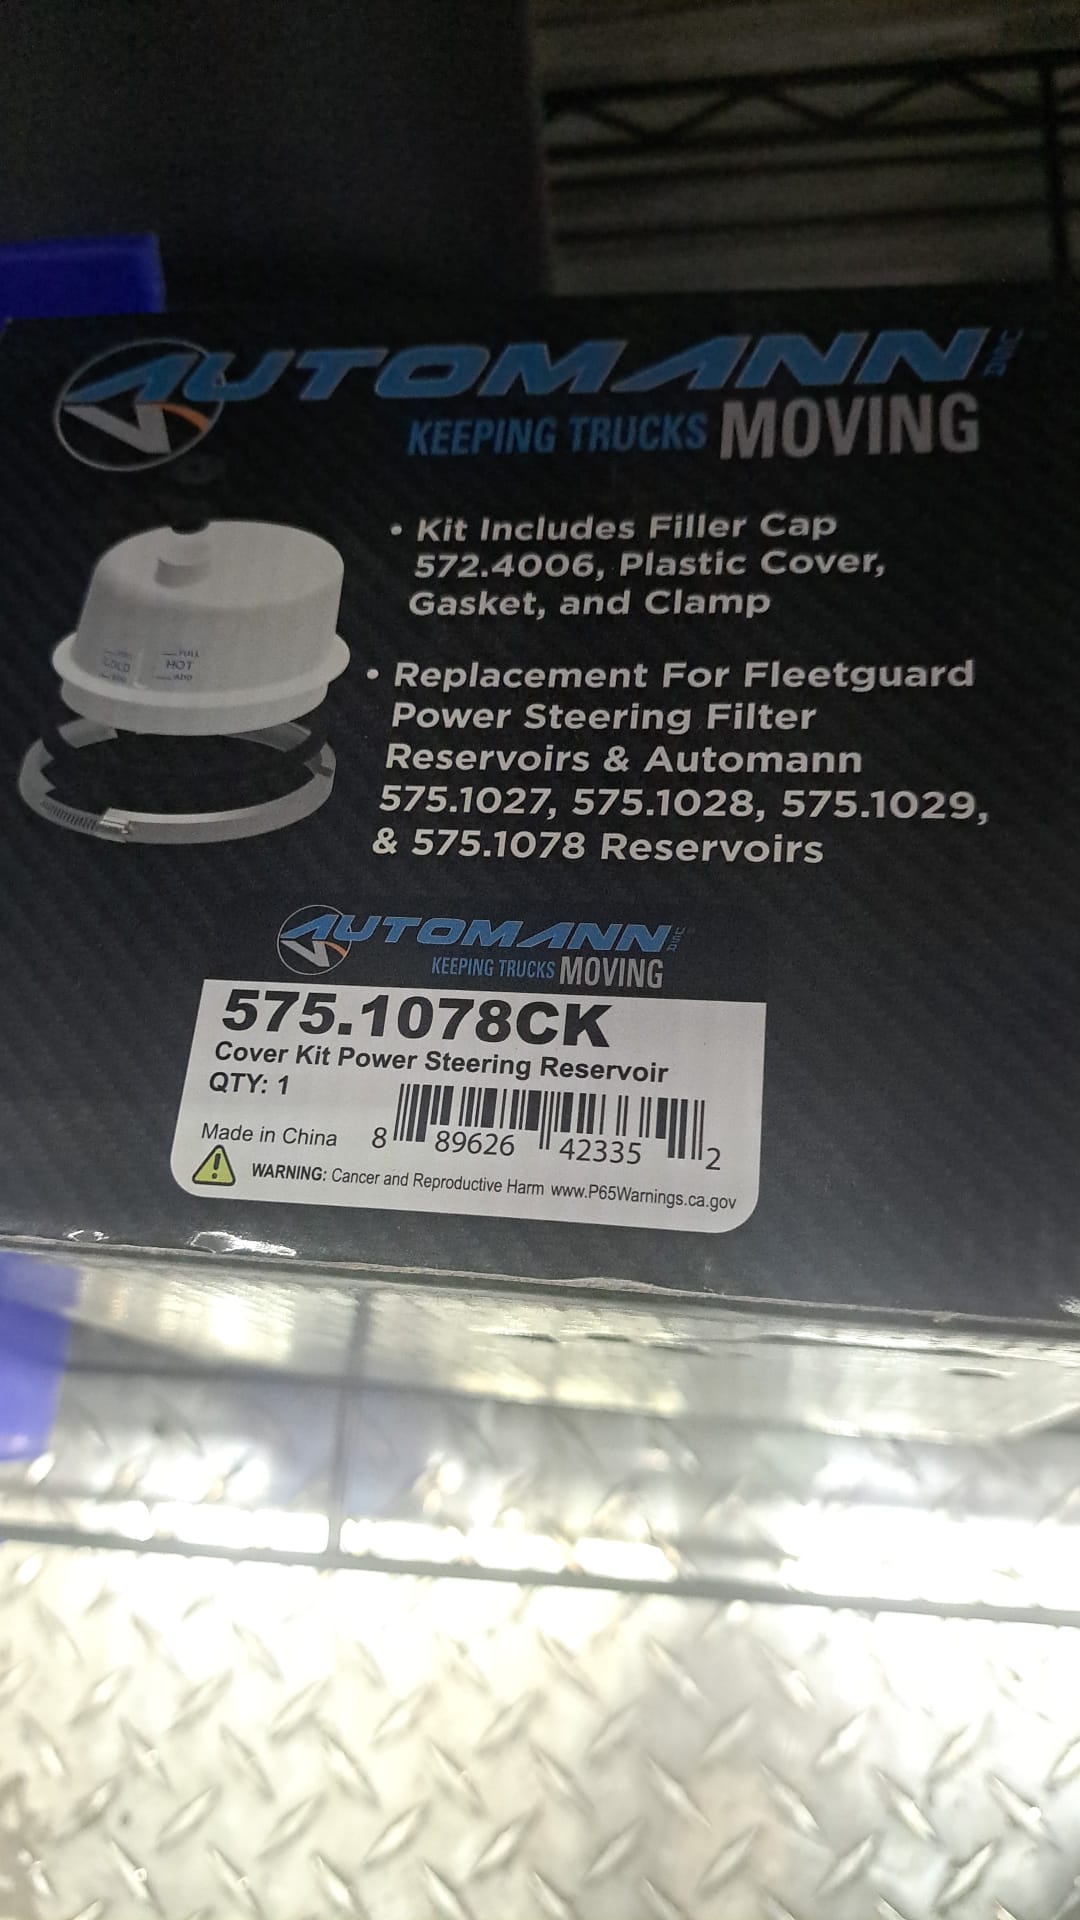 AUTOMANN INC
KEEPING TRUCKS MOVING
• Kit Includes Filler Cap
572.4006, Plastic Cover,
Gasket, and Clamp
• Replacement For Fleetguard
Power Steering Filter
Reservoirs & Automann
575.1027, 575.1028, 575.1029,
& 575.1078 Reservoirs
COLD
FULL
HOT
ADD
AUTOMANN USA
KEEPING TRUCKS MOVING
575.1078CK
Cover Kit Power Steering Reservoir
QTY: 1
Made in China
8 89626 42335 2
WARNING: Cancer and Reproductive Harm www.P65Warnings.ca.gov